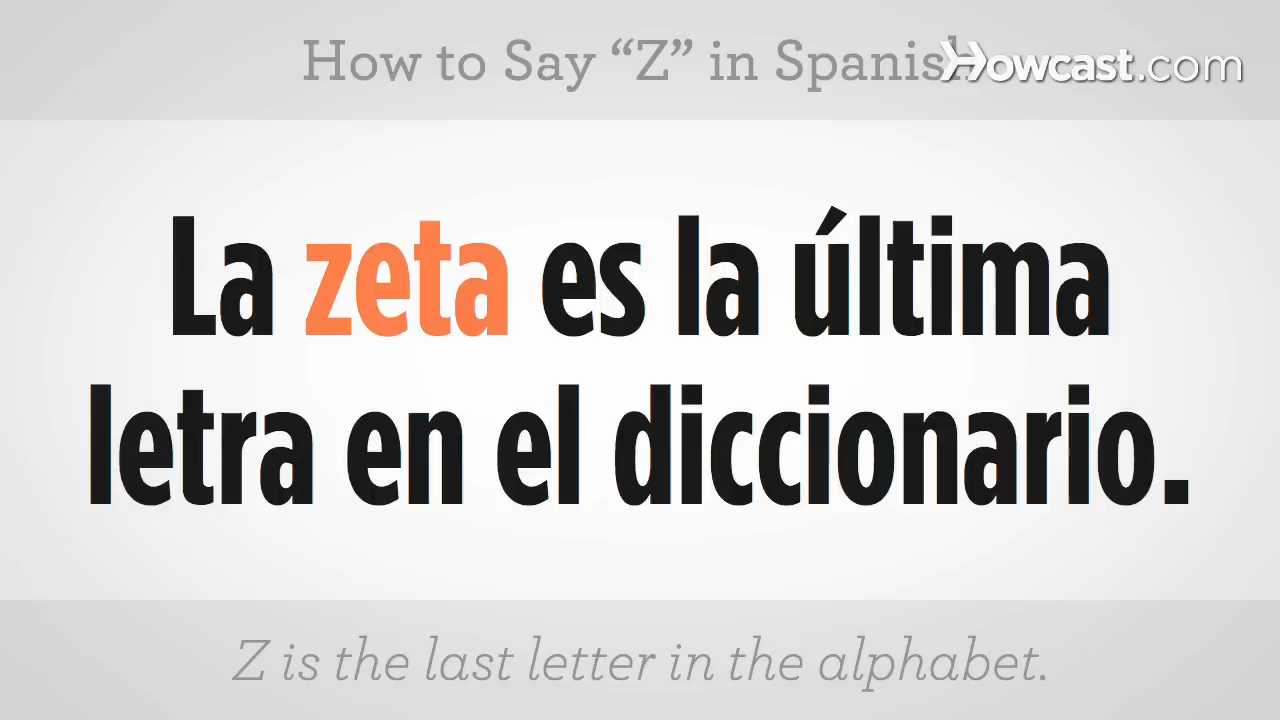 How to Say “Z” in Spanish
Howcast.com
La zeta es la última
letra en el diccionario.
Z is the last letter in the alphabet.